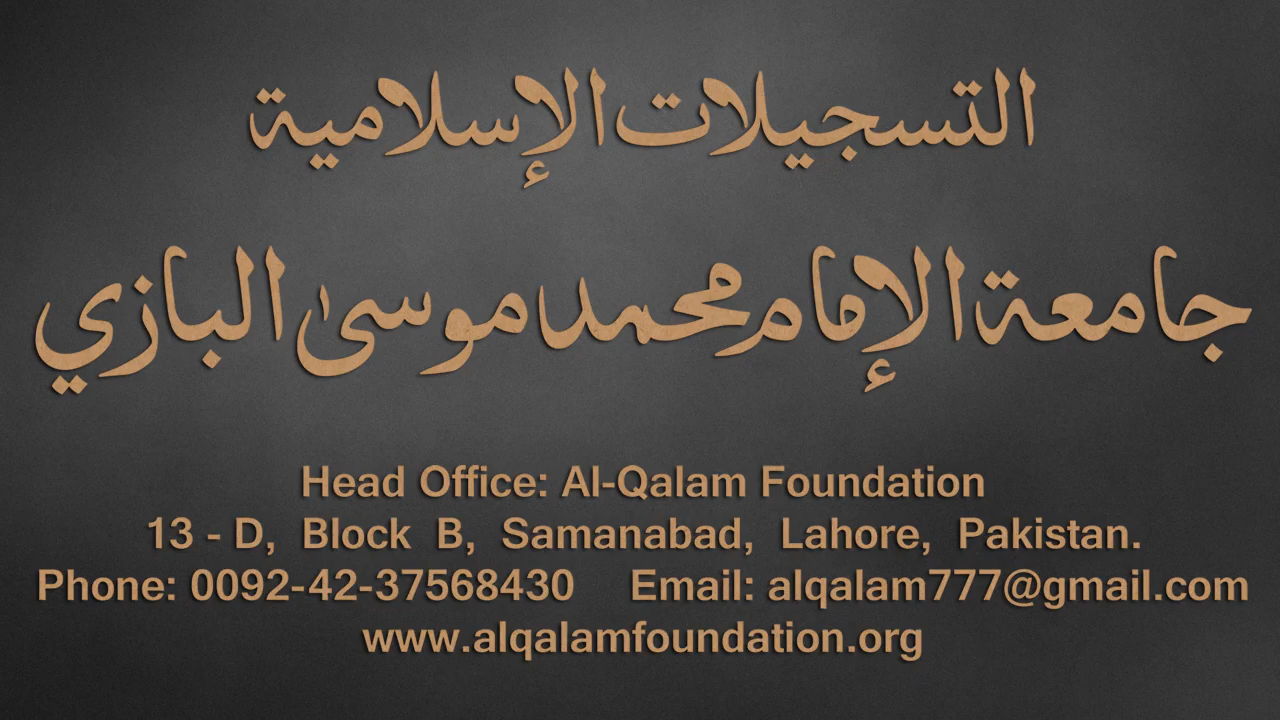 التسجيلات الإسلامية
جامعة الإمام محمد موسىٰ البازي
Head Office: Al-Qalam Foundation
13 - D, Block B, Samanabad, Lahore, Pakistan.
Phone: 0092-42-37568430 Email: alqalam777@gmail.com
www.alqalamfoundation.org